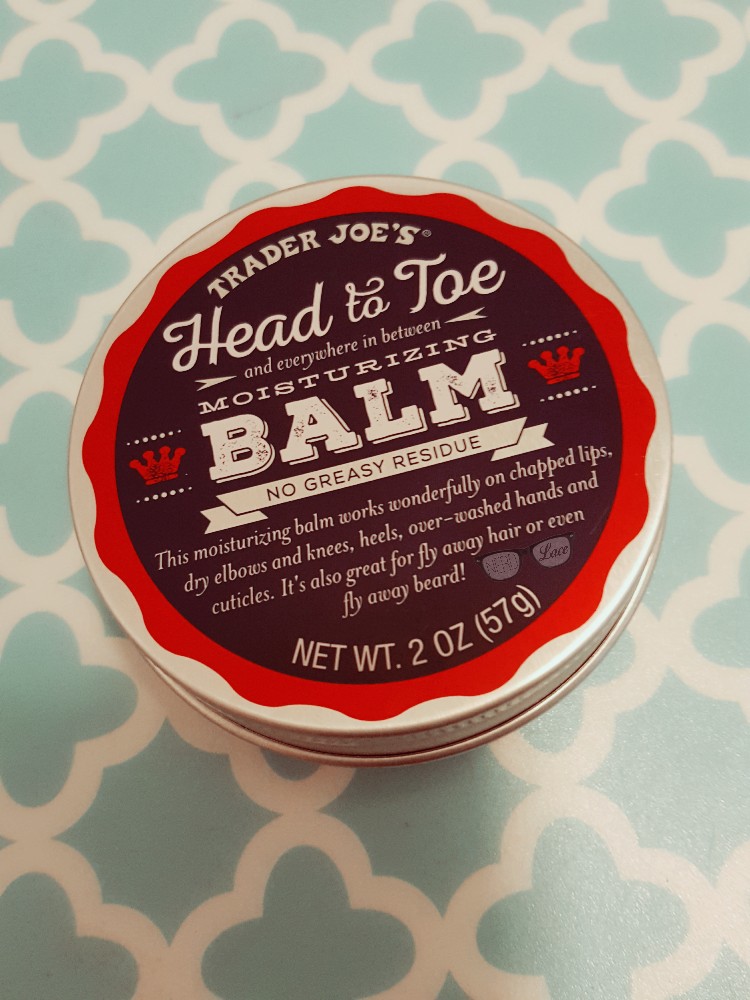 TRADER JOE'S®
Head to Toe
and everywhere in between
MOISTURIZING
BALM
NO GREASY RESIDUE
This moisturizing balm works wonderfully on chapped lips,
dry elbows and knees, heels, over-washed hands and
cuticles. It's also great for fly away hair or even
fly away beard!
Lace
NET WT. 2 OZ (57g)